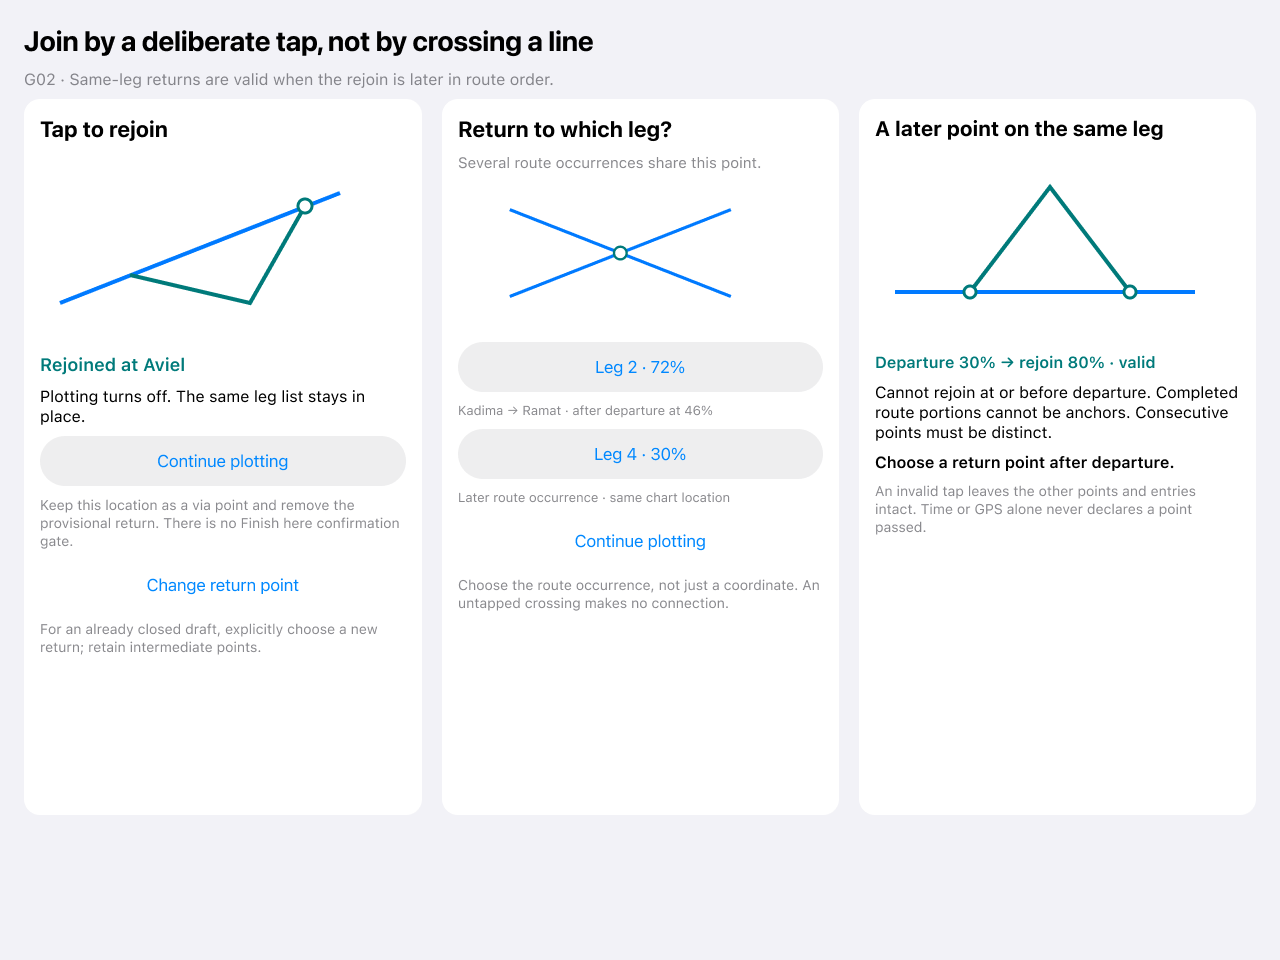 Join by a deliberate tap, not by crossing a line
G02 · Same-leg returns are valid when the rejoin is later in route order.
Tap to rejoin
Rejoined at Aviel
Plotting turns off. The same leg list stays in
place.
Continue plotting
Keep this location as a via point and remove the
provisional return. There is no Finish here confirmation
gate.
Change return point
For an already closed draft, explicitly choose a new
return; retain intermediate points.
Return to which leg?
Several route occurrences share this point.
Leg 2 · 72%
Kadima → Ramat · after departure at 46%
Leg 4 · 30%
Later route occurrence · same chart location
Continue plotting
Choose the route occurrence, not just a coordinate. An
untapped crossing makes no connection.
A later point on the same leg
Departure 30% → rejoin 80% · valid
Cannot rejoin at or before departure. Completed
route portions cannot be anchors. Consecutive
points must be distinct.
Choose a return point after departure.
An invalid tap leaves the other points and entries
intact. Time or GPS alone never declares a point
passed.